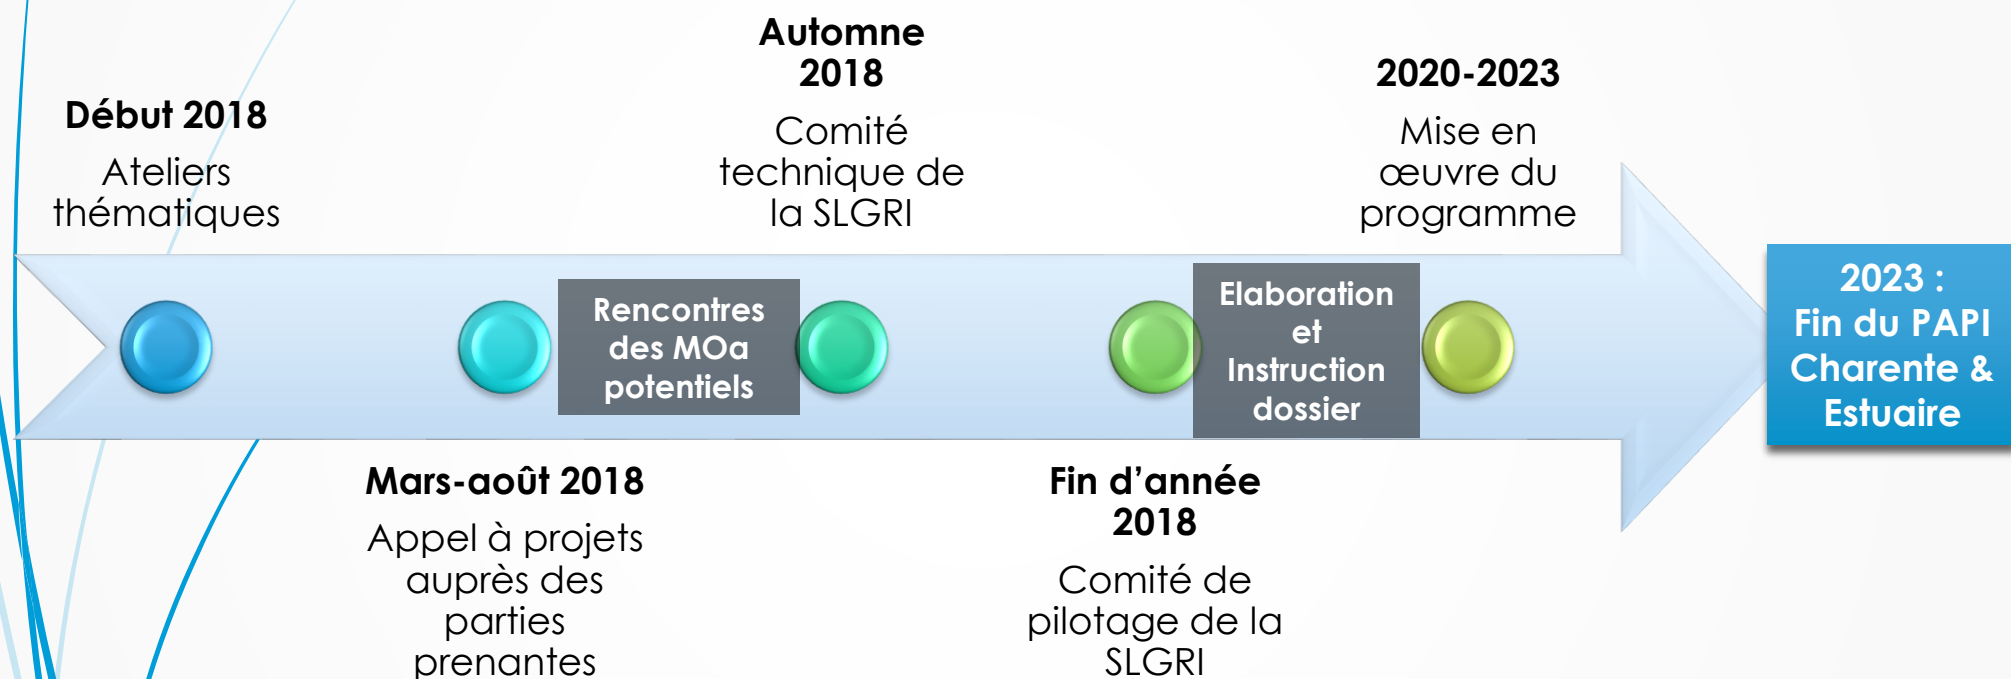 Début 2018
Ateliers
thématiques
Mars-août 2018
Appel à projets
auprès des
parties
prenantes
Rencontres
des MOa
potentiels
Automne
2018
Comité
technique de
la SLGRI
Fin d’année
2018
Comité de
pilotage de la
SLGRI
Elaboration
et
Instruction
dossier
2020-2023
Mise en
œuvre du
programme
2023 :
Fin du PAPI
Charente &
Estuaire